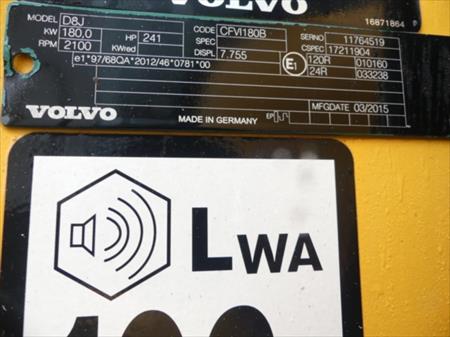 VOLVO
16871864 P
MODEL D8J CODE CFVI180B SERNO 11764519
KW 180,0 HP 241 SPEC CSPEC 17211904
RPM 2100 KWred DISPL 7.755 E1 120R 010160
e1*97/68QA*2012/46*0781*00 24R 033238
MFGDATE 03/2015
VOLVO MADE IN GERMANY EP
LWA